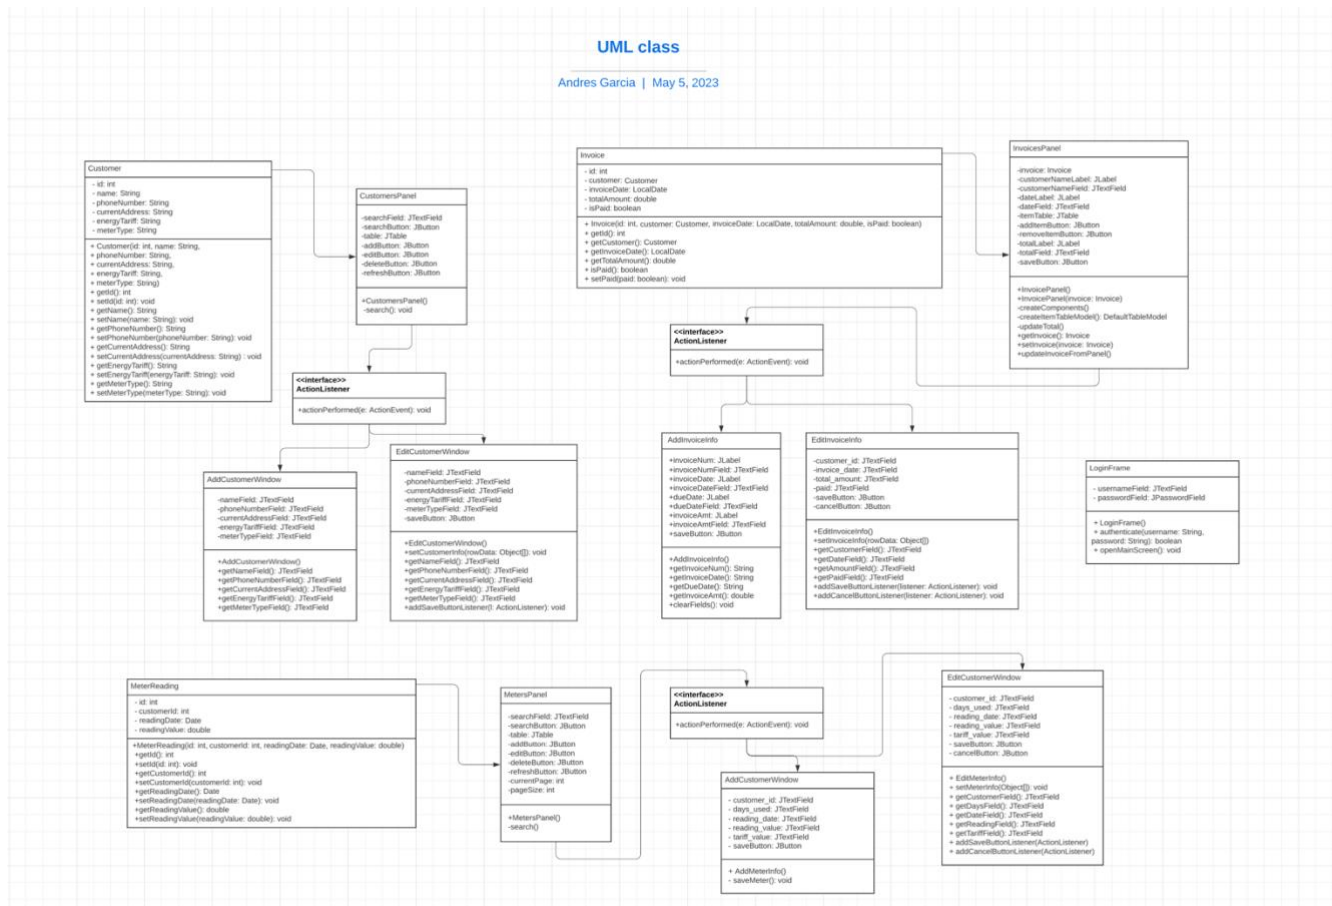 UML class
Andres Garcia | May 5, 2023
Customer
- id: int
- name: String
- phoneNumber: String
- currentAddress: String
- energyTariff: String
- meterType: String
+ Customer(id: int, name: String,
+ phoneNumber: String,
+ currentAddress: String,
+ energyTariff: String,
+ meterType: String)
+ getId(): int
+ setId(id: int): void
+ getName(): String
+ setName(name: String): void
+ getPhoneNumber(): String
+ setPhoneNumber(phoneNumber: String): void
+ getCurrentAddress(): String
+ setCurrentAddress(currentAddress: String) : void
+ getEnergyTariff(): String
+ setEnergyTariff(energyTariff: String): void
+ getMeterType(): String
+ setMeterType(meterType: String): void
CustomersPanel
-searchField: JTextField
-searchButton: JButton
-table: JTable
-addButton: JButton
-editButton: JButton
-deleteButton: JButton
-refreshButton: JButton
+CustomersPanel()
-search(): void
<<interface>>
ActionListener
+actionPerformed(e: ActionEvent): void
AddCustomerWindow
-nameField: JTextField
-phoneNumberField: JTextField
-currentAddressField: JTextField
-energyTariffField: JTextField
-meterTypeField: JTextField
+AddCustomerWindow()
+getNameField(): JTextField
+getPhoneNumberField(): JTextField
+getCurrentAddressField(): JTextField
+getEnergyTariffField(): JTextField
+getMeterTypeField(): JTextField
EditCustomerWindow
-nameField: JTextField
-phoneNumberField: JTextField
-currentAddressField: JTextField
-energyTariffField: JTextField
-meterTypeField: JTextField
-saveButton: JButton
+EditCustomerWindow()
+setCustomerInfo(rowData: Object[]): void
+getNameField(): JTextField
+getPhoneNumberField(): JTextField
+getCurrentAddressField(): JTextField
+getEnergyTariffField(): JTextField
+getMeterTypeField(): JTextField
+addSaveButtonListener(l: ActionListener): void
Invoice
- id: int
- customer: Customer
- invoiceDate: LocalDate
- totalAmount: double
- isPaid: boolean
+ Invoice(id: int, customer: Customer, invoiceDate: LocalDate, totalAmount: double, isPaid: boolean)
+ getId(): int
+ getCustomer(): Customer
+ getInvoiceDate(): LocalDate
+ getTotalAmount(): double
+ isPaid(): boolean
+ setPaid(paid: boolean): void
InvoicesPanel
-invoice: Invoice
-customerNameLabel: JLabel
-customerNameField: JTextField
-dateLabel: JLabel
-dateField: JTextField
-itemTable: JTable
-addItemButton: JButton
-removeItemButton: JButton
-totalLabel: JLabel
-totalField: JTextField
-saveButton: JButton
+InvoicePanel()
+InvoicePanel(invoice: Invoice)
-createComponents()
-createItemTableModel(): DefaultTableModel
-updateTotal()
+getInvoice(): Invoice
+setInvoice(invoice: Invoice)
+updateInvoiceFromPanel()
<<interface>>
ActionListener
+actionPerformed(e: ActionEvent): void
AddInvoiceInfo
+invoiceNum: JLabel
+invoiceNumField: JTextField
+invoiceDate: JLabel
+invoiceDateField: JTextField
+dueDate: JLabel
+dueDateField: JTextField
+invoiceAmt: JLabel
+invoiceAmtField: JTextField
+saveButton: JButton
+AddInvoiceInfo()
+getInvoiceNum(): String
+getInvoiceDate(): String
+getDueDate(): String
+getInvoiceAmt(): double
+clearFields(): void
EditInvoiceInfo
-customer_id: JTextField
-invoice_date: JTextField
-total_amount: JTextField
-paid: JTextField
-saveButton: JButton
-cancelButton: JButton
+EditInvoiceInfo()
+setInvoiceInfo(rowData: Object[])
+getCustomerField(): JTextField
+getDateField(): JTextField
+getAmountField(): JTextField
+getPaidField(): JTextField
+addSaveButtonListener(listener: ActionListener): void
+addCancelButtonListener(listener: ActionListener): void
LoginFrame
- usernameField: JTextField
- passwordField: JPasswordField
+ LoginFrame()
+ authenticate(username: String,
password: String): boolean
+ openMainScreen(): void
MeterReading
- id: int
- customerId: int
- readingDate: Date
- readingValue: double
+MeterReading(id: int, customerId: int, readingDate: Date, readingValue: double)
+getId(): int
+setId(id: int): void
+getCustomerId(): int
+setCustomerId(customerId: int): void
+getReadingDate(): Date
+setReadingDate(readingDate: Date): void
+getReadingValue(): double
+setReadingValue(readingValue: double): void
MetersPanel
-searchField: JTextField
-searchButton: JButton
-table: JTable
-addButton: JButton
-editButton: JButton
-deleteButton: JButton
-refreshButton: JButton
-currentPage: int
-pageSize: int
+MetersPanel()
-search()
<<interface>>
ActionListener
+actionPerformed(e: ActionEvent): void
AddCustomerWindow
- customer_id: JTextField
- days_used: JTextField
- reading_date: JTextField
- reading_value: JTextField
- tariff_value: JTextField
- saveButton: JButton
+ AddMeterInfo()
- saveMeter(): void
EditCustomerWindow
- customer_id: JTextField
- days_used: JTextField
- reading_date: JTextField
- reading_value: JTextField
- tariff_value: JTextField
- saveButton: JButton
- cancelButton: JButton
+ EditMeterInfo()
+ setMeterInfo(Object[]): void
+ getCustomerField(): JTextField
+ getDaysField(): JTextField
+ getDateField(): JTextField
+ getReadingField(): JTextField
+ getTariffField(): JTextField
+ addSaveButtonListener(ActionListener)
+ addCancelButtonListener(ActionListener)